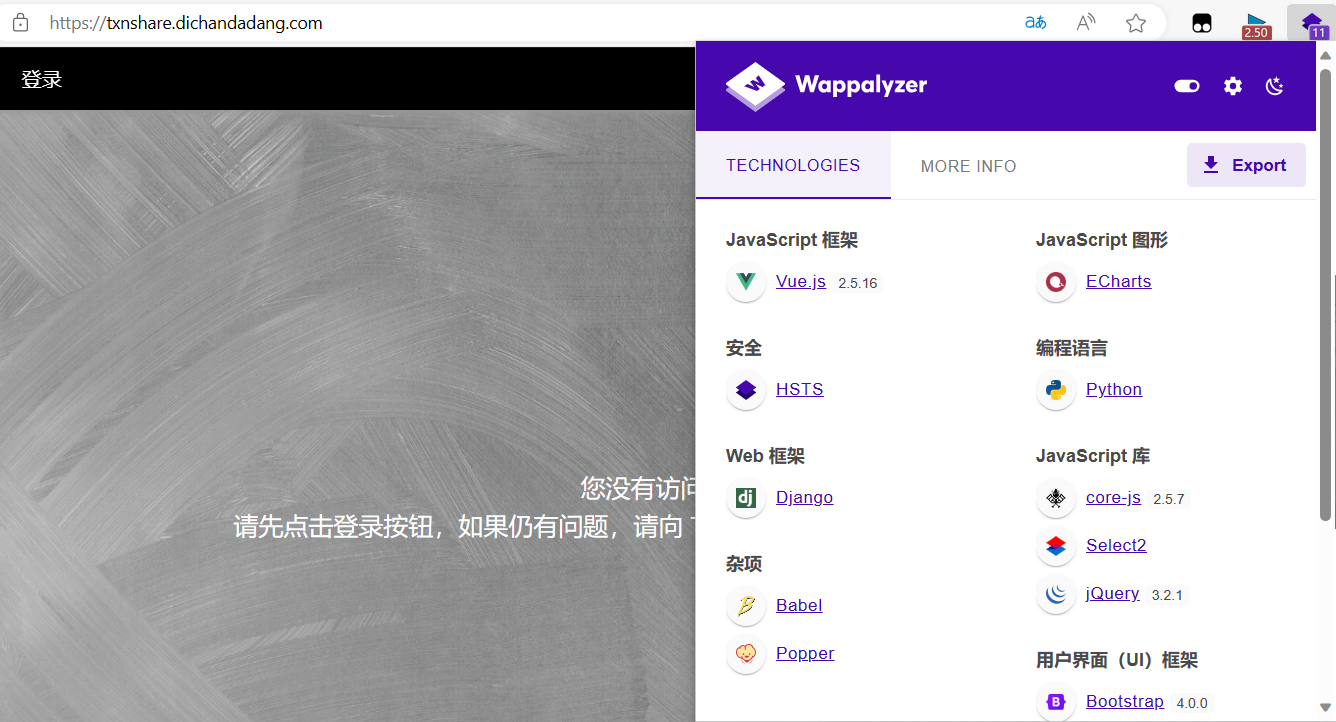 https://txnshare.dichandadang.com
aあ
A
2.50
11
登录
Wappalyzer
TECHNOLOGIES
MORE INFO
Export
JavaScript 框架
Vue.js 2.5.16
安全
HSTS
Web 框架
Django
杂项
Babel
Popper
JavaScript 图形
ECharts
编程语言
Python
JavaScript 库
core-js 2.5.7
Select2
jQuery 3.2.1
用户界面（UI）框架
Bootstrap 4.0.0
您没有访问
请先点击登录按钮，如果仍有问题，请向